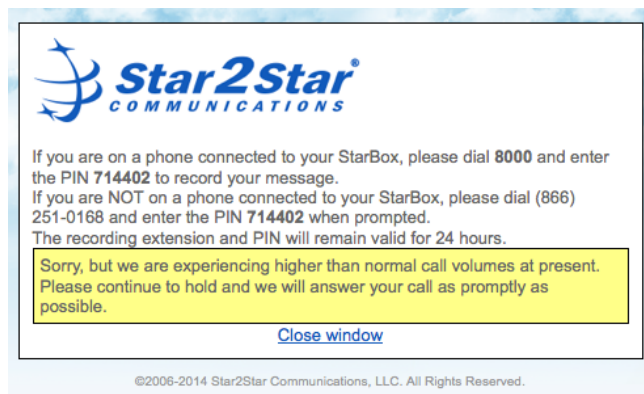 Star2Star®
COMMUNICATIONS
If you are on a phone connected to your StarBox, please dial 8000 and enter
the PIN 714402 to record your message.
If you are NOT on a phone connected to your StarBox, please dial (866)
251-0168 and enter the PIN 714402 when prompted.
The recording extension and PIN will remain valid for 24 hours.
Sorry, but we are experiencing higher than normal call volumes at present.
Please continue to hold and we will answer your call as promptly as
possible.
Close window
©2006-2014 Star2Star Communications, LLC. All Rights Reserved.